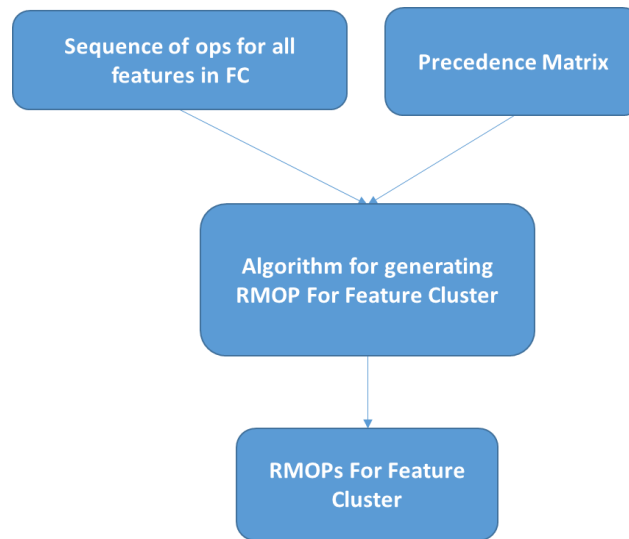 Sequence of ops for all
features in FC
Precedence Matrix
Algorithm for generating
RMOP For Feature Cluster
RMOPs For Feature
Cluster